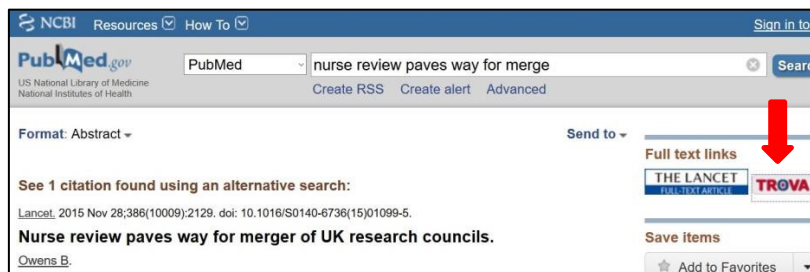 NCBI Resources How To Sign in to
PubMed.gov
US National Library of Medicine
National Institutes of Health
PubMed
nurse review paves way for merge
Sear
Create RSS Create alert Advanced
Format: Abstract
Send to
Full text links
THE LANCET
FULL-TEXT ARTICLE
TROVA
See 1 citation found using an alternative search:
Lancet. 2015 Nov 28;386(10009):2129. doi: 10.1016/S0140-6736(15)01099-5.
Nurse review paves way for merger of UK research councils.
Owens B.
Save items
Add to Favorites